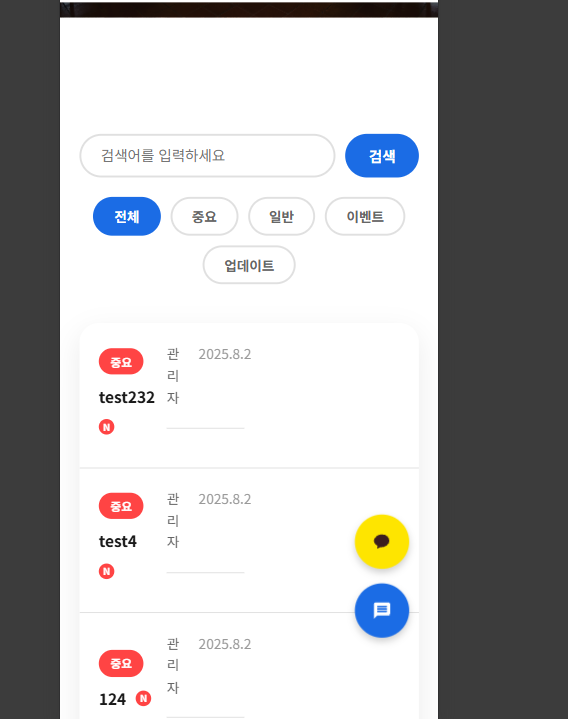 검색어를 입력하세요 검색
전체 중요 일반 이벤트
업데이트
중요
test232 N
관리자 2025.8.2
중요
test4 N
관리자 2025.8.2
중요
124 N
관리자 2025.8.2